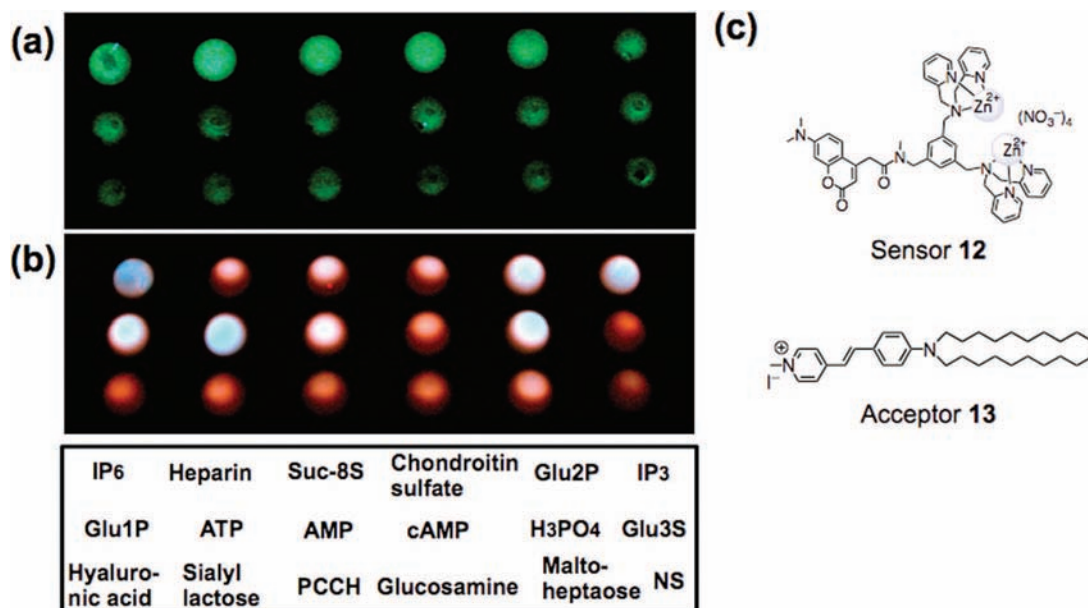 (a)
(b)
IP6 Heparin Suc-8S Chondroitin sulfate Glu2P IP3
Glu1P ATP AMP cAMP H3PO4 Glu3S
Hyaluro-nic acid Sialyl lactose PCCH Glucosamine Malto-heptaose NS
(c)
N
N
N
Zn2+
(NO3–)4
Zn2+
N
N
N
N
N
O
O
O
Sensor 12
+
N
I–
N
Acceptor 13